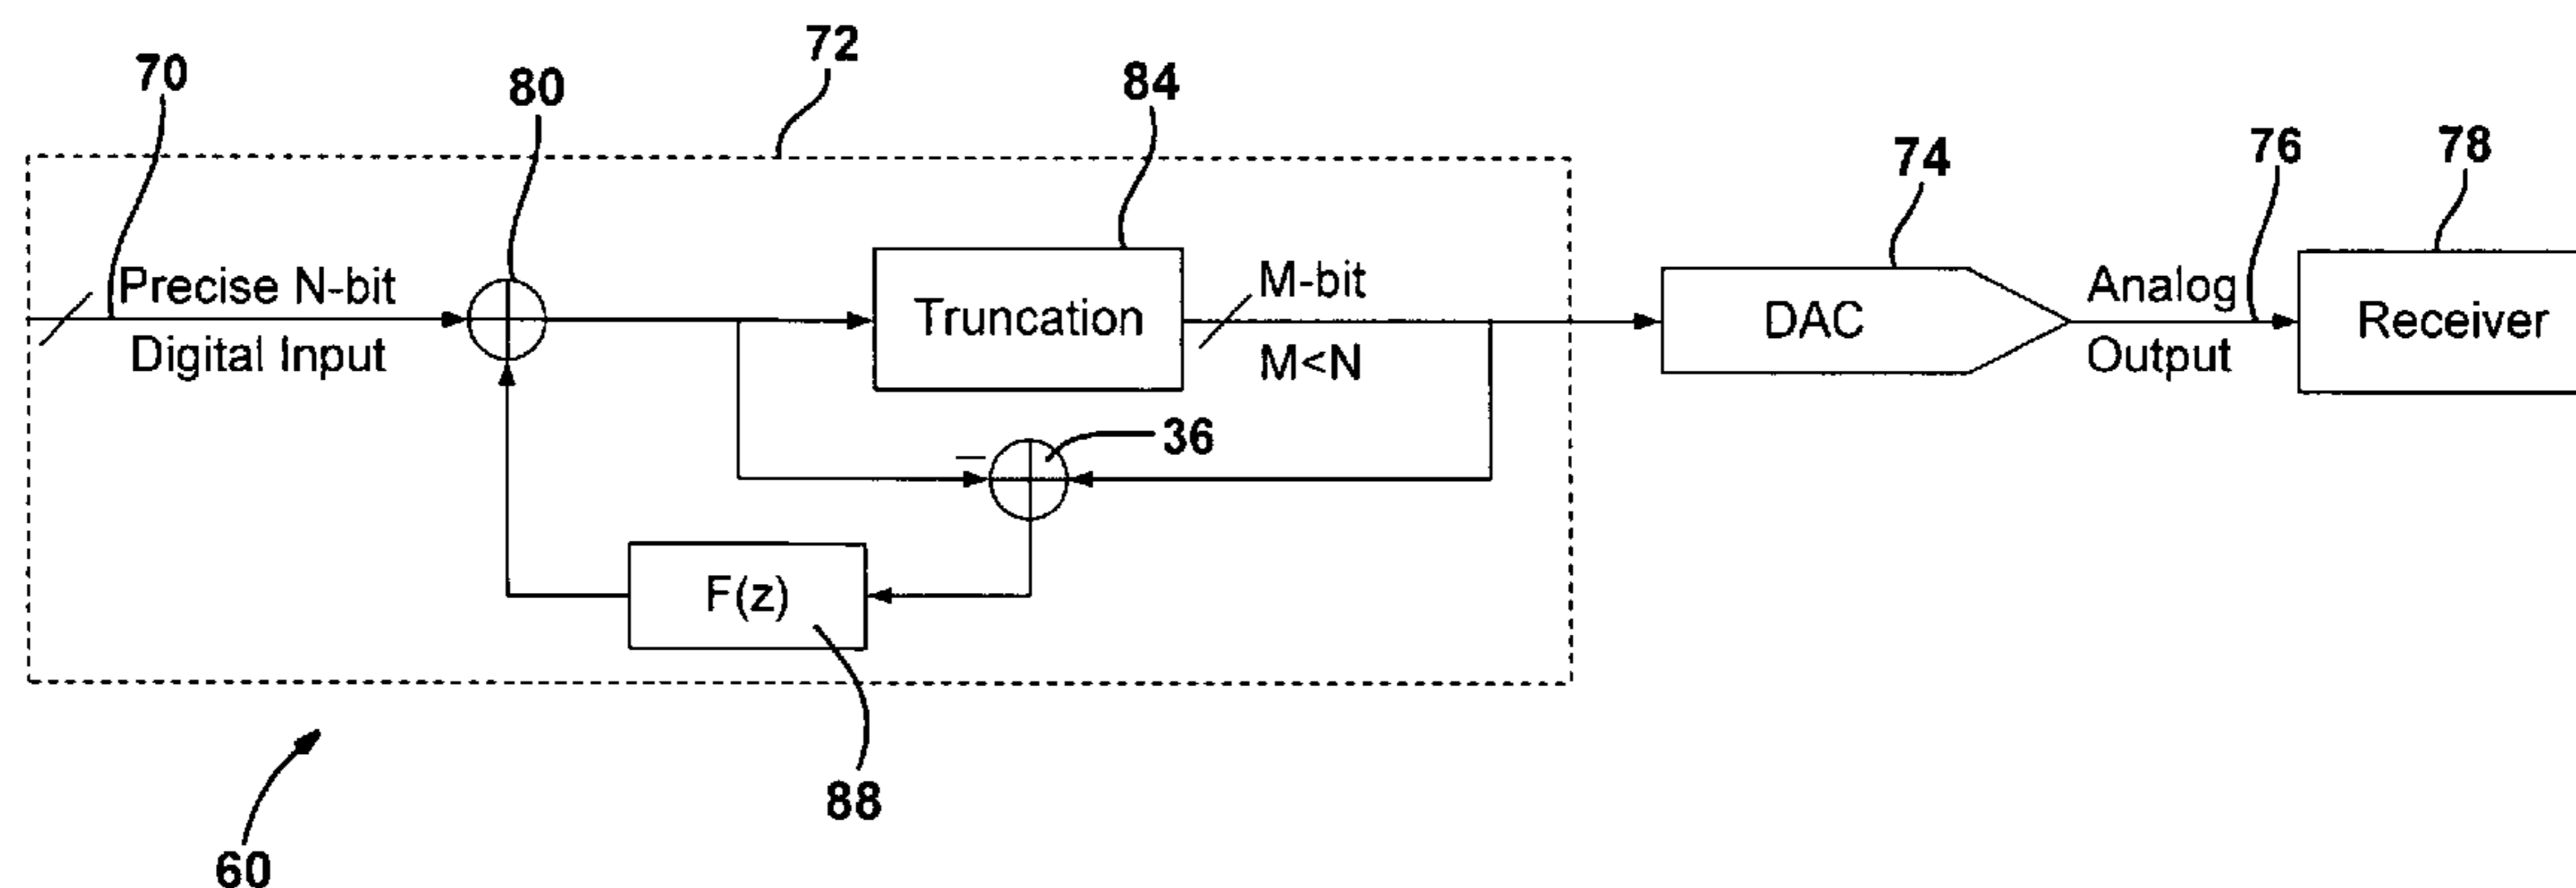 72
70
80
84
74
76
78
Precise N-bit
Digital Input
Truncation
M-bit
M<N
DAC
Analog
Output
Receiver
–
36
F(z)
88
60